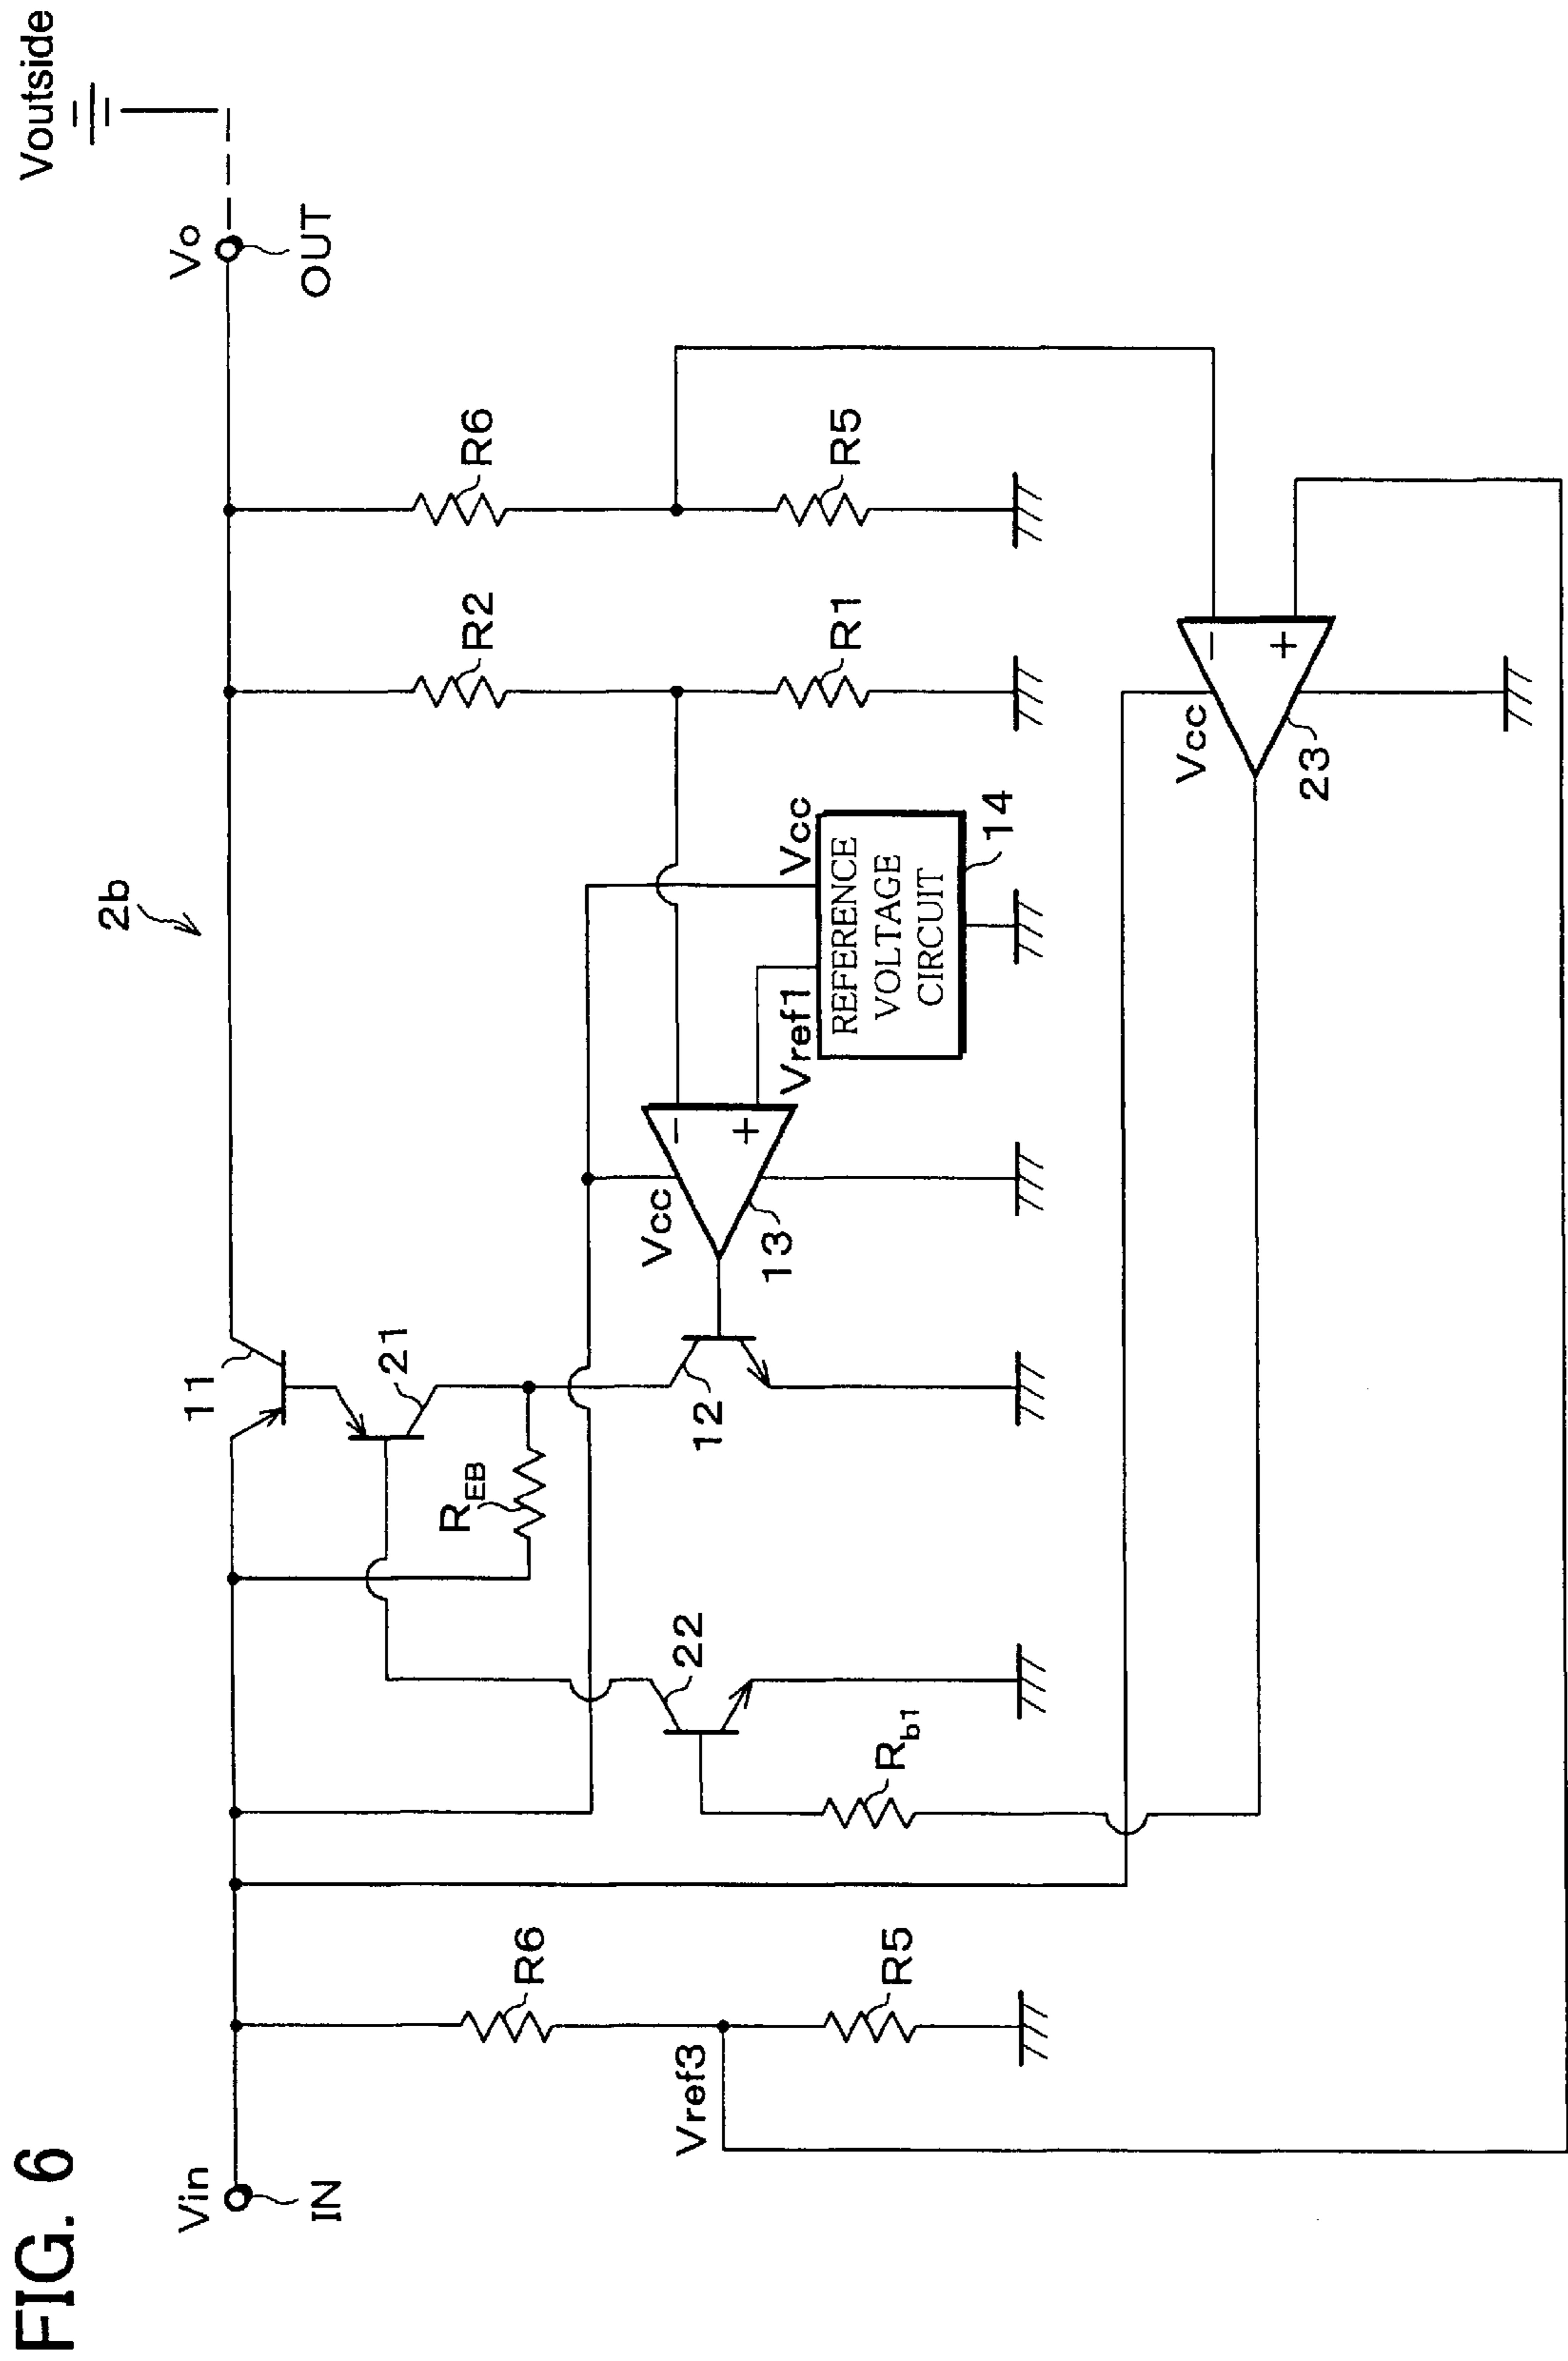 FIG. 6
2b
Vin
IN
Vref3
R6
R5
Rb1
22
REB
11
21
12
Vcc
13
Vref1
Vcc
REFERENCE
VOLTAGE
CIRCUIT
14
R2
R1
R6
R5
Vcc
23
-
+
-
+
Vo
OUT
Voutside